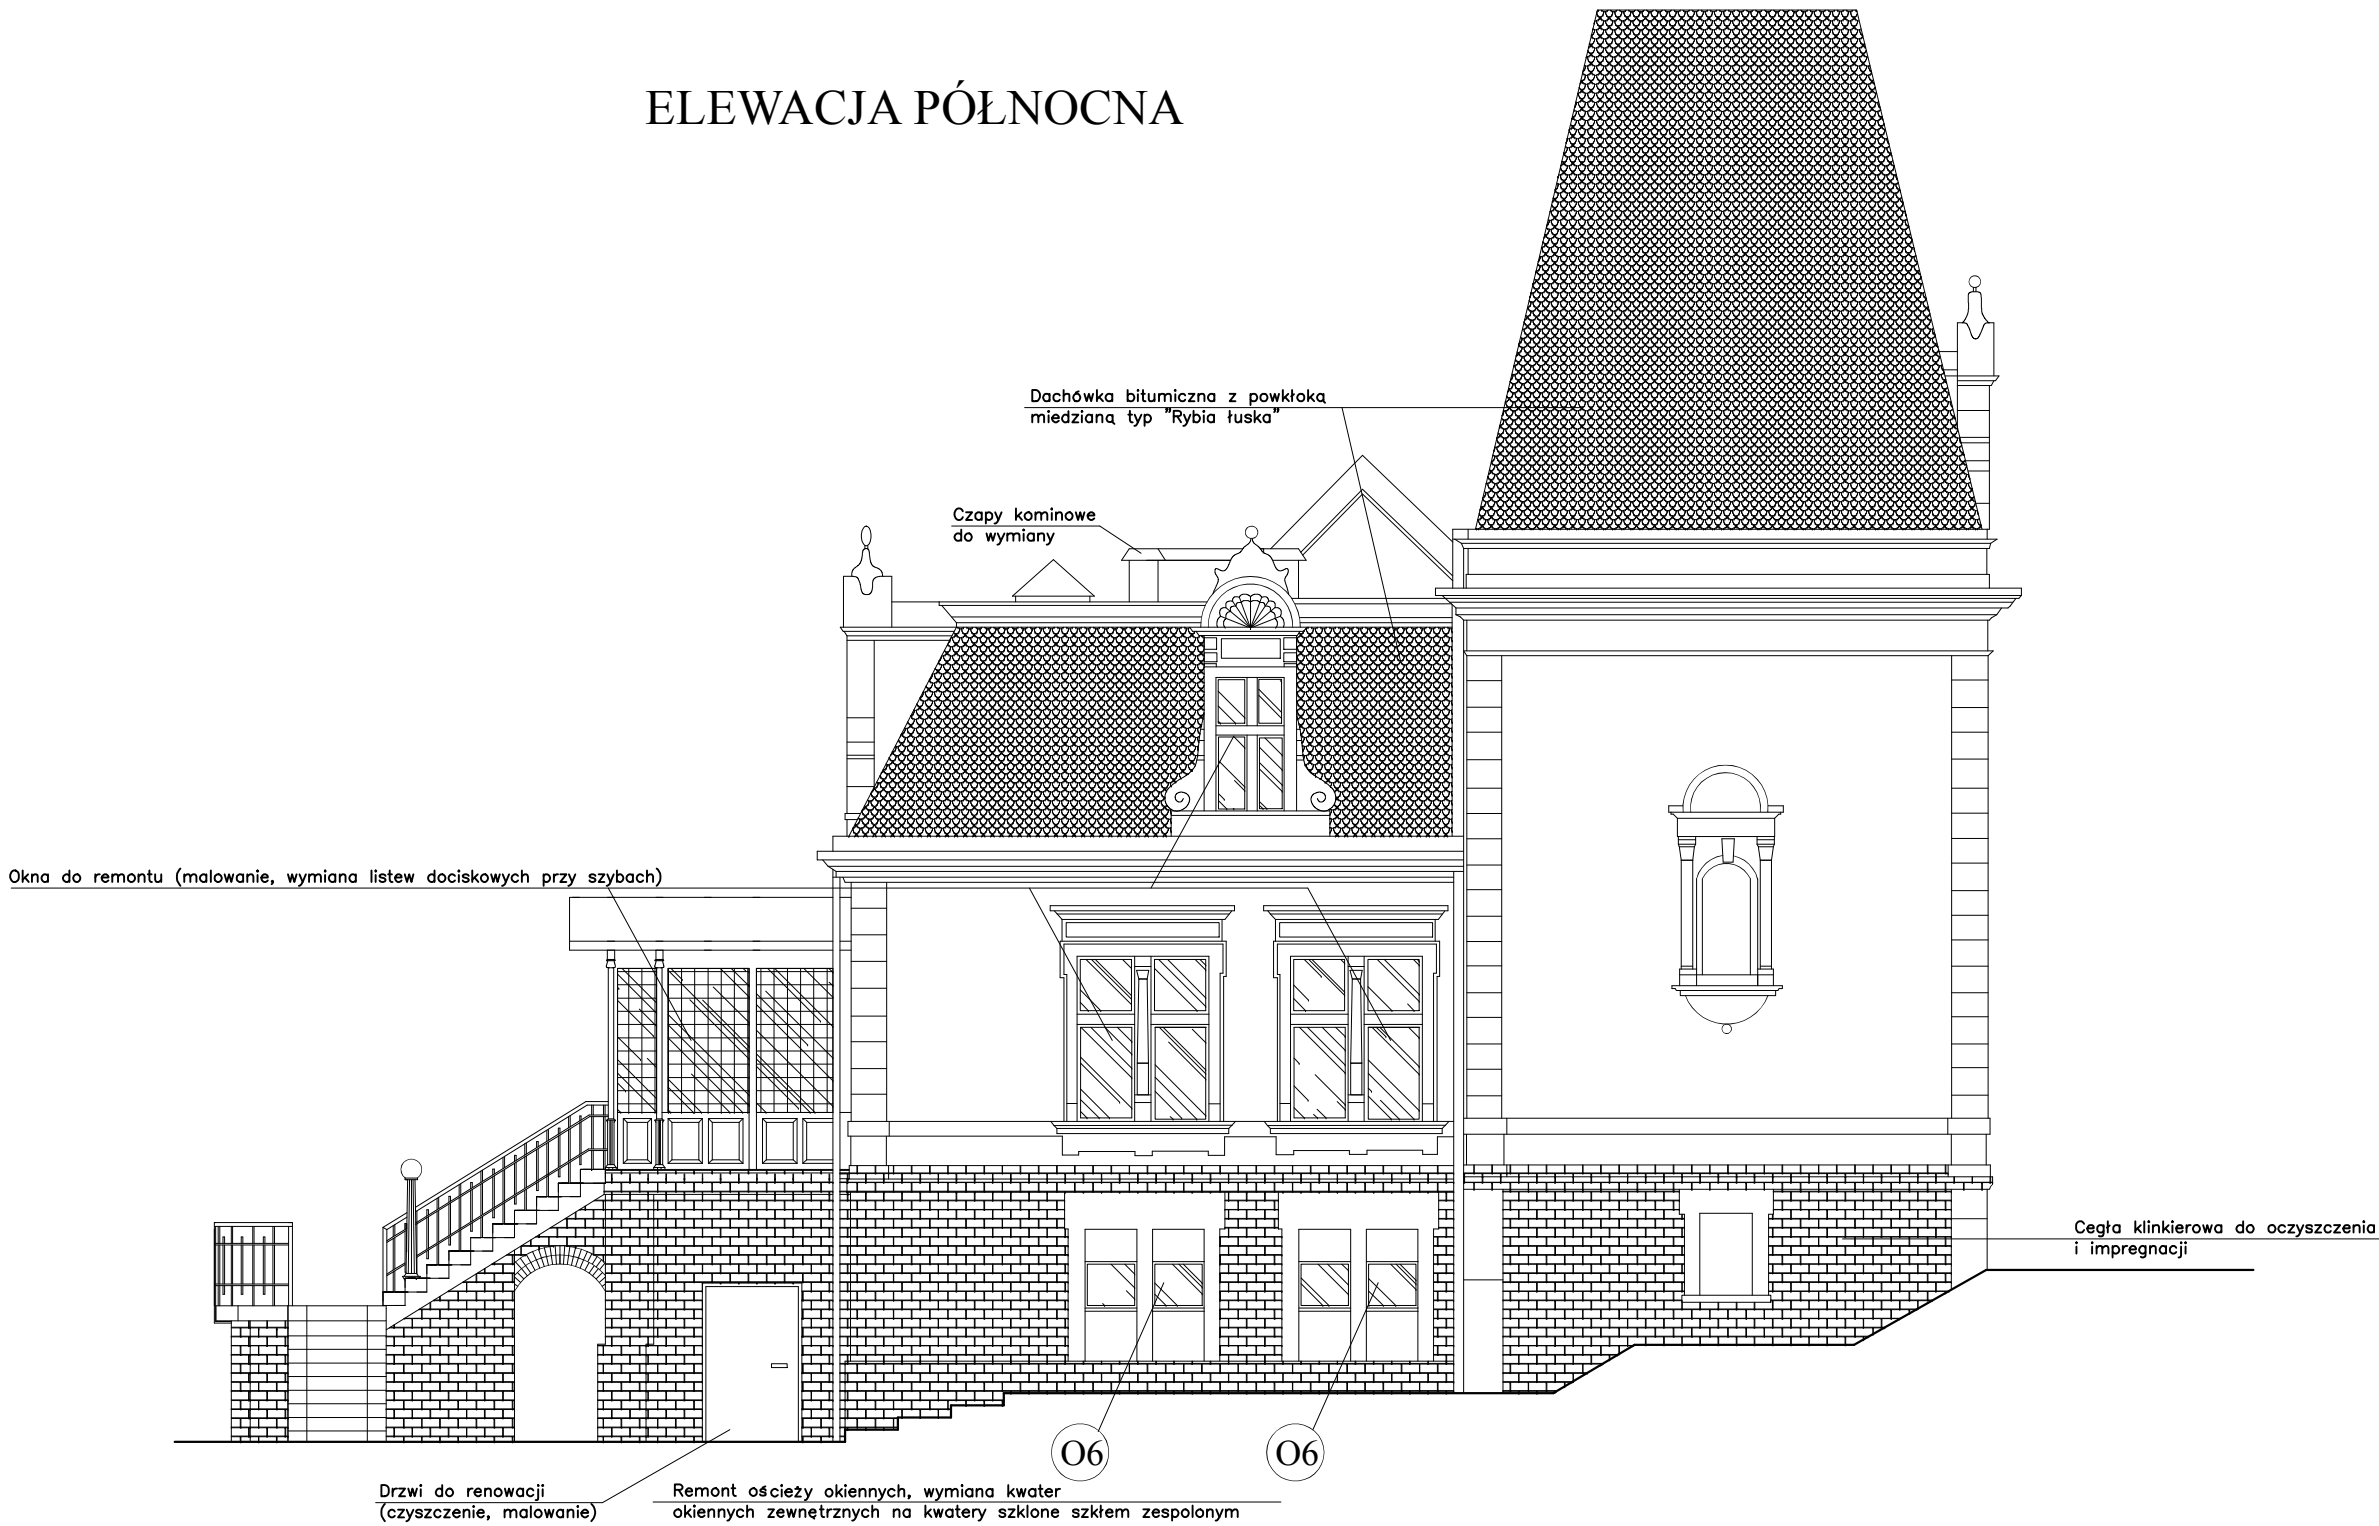 ELEWACJA PÓŁNOCNA
Dachówka bitumiczna z powkłoką
miedzianą typ "Rybia łuska"
Czapy kominowe
do wymiany
Okna do remontu (malowanie, wymiana listew dociskowych przy szybach)
Cegła klinkierowa do oczyszczenia
i impregnacji
O6
O6
Drzwi do renowacji
(czyszczenie, malowanie)
Remont ościeży okiennych, wymiana kwater
okiennych zewnętrznych na kwatery szklone szkłem zespolonym